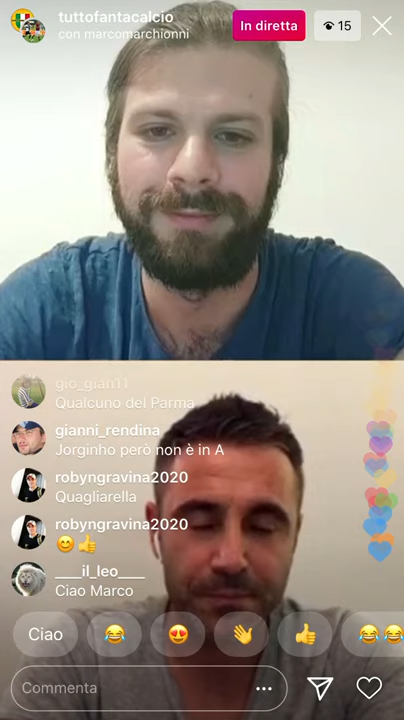 tuttofantacalcio
con marcomarchionni
In diretta
15
gio_gian11
Qualcuno del Parma
gianni_rendina
Jorginho però non è in A
robyngravina2020
Quagliarella
robyngravina2020
😊👍
____il_leo____
Ciao Marco
Ciao
😂
😍
👋
👍
😂😂
Commenta